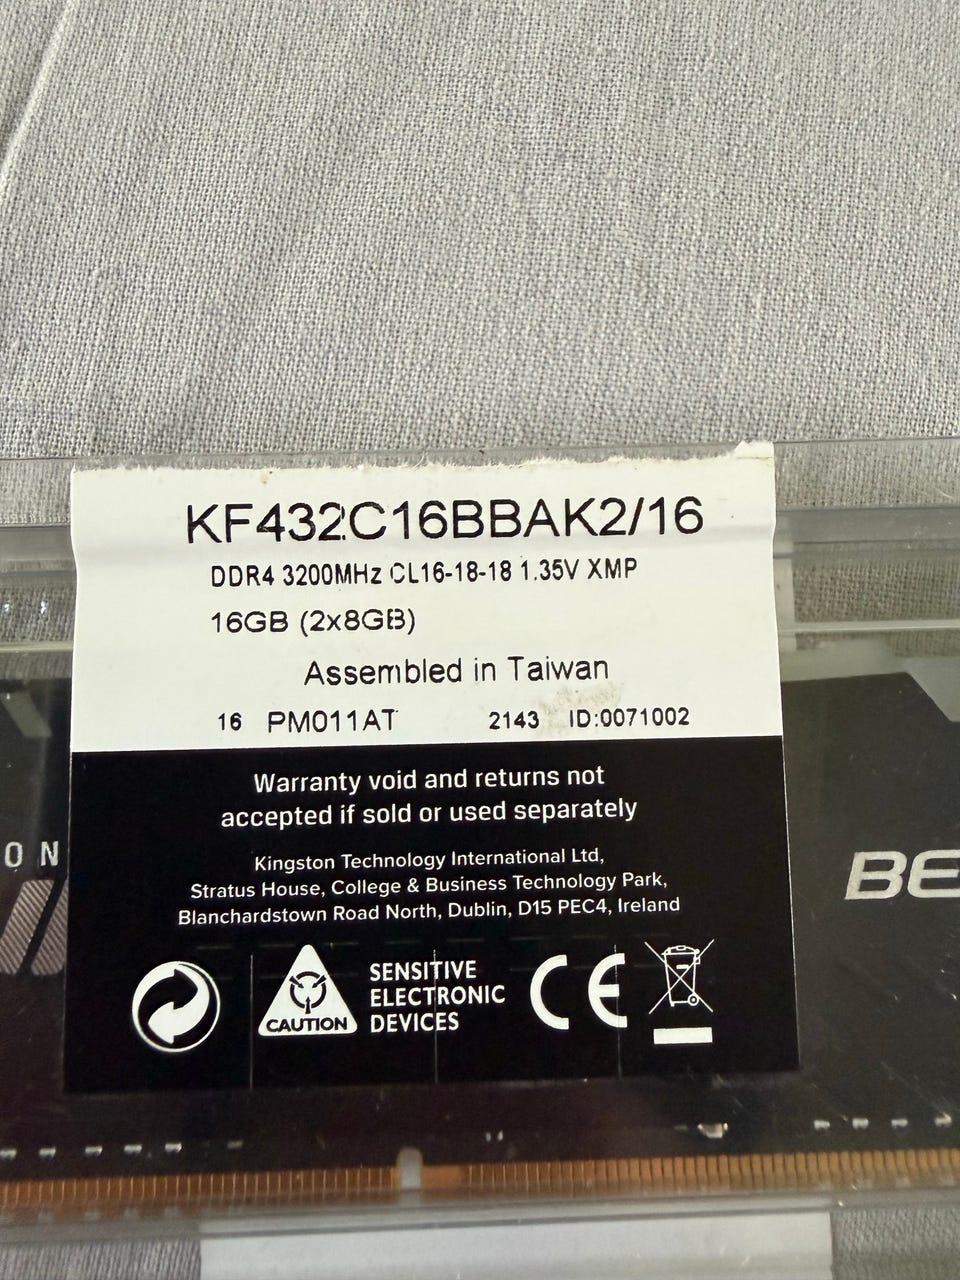 KF432C16BBAK2/16
DDR4 3200MHz CL16-18-18 1.35V XMP
16GB (2x8GB)
Assembled in Taiwan
16 PM011AT 2143 ID:0071002
Warranty void and returns not
accepted if sold or used separately
Kingston Technology International Ltd,
Stratus House, College & Business Technology Park,
Blanchardstown Road North, Dublin, D15 PEC4, Ireland
CAUTION
SENSITIVE
ELECTRONIC
DEVICES
CE
ON
BE